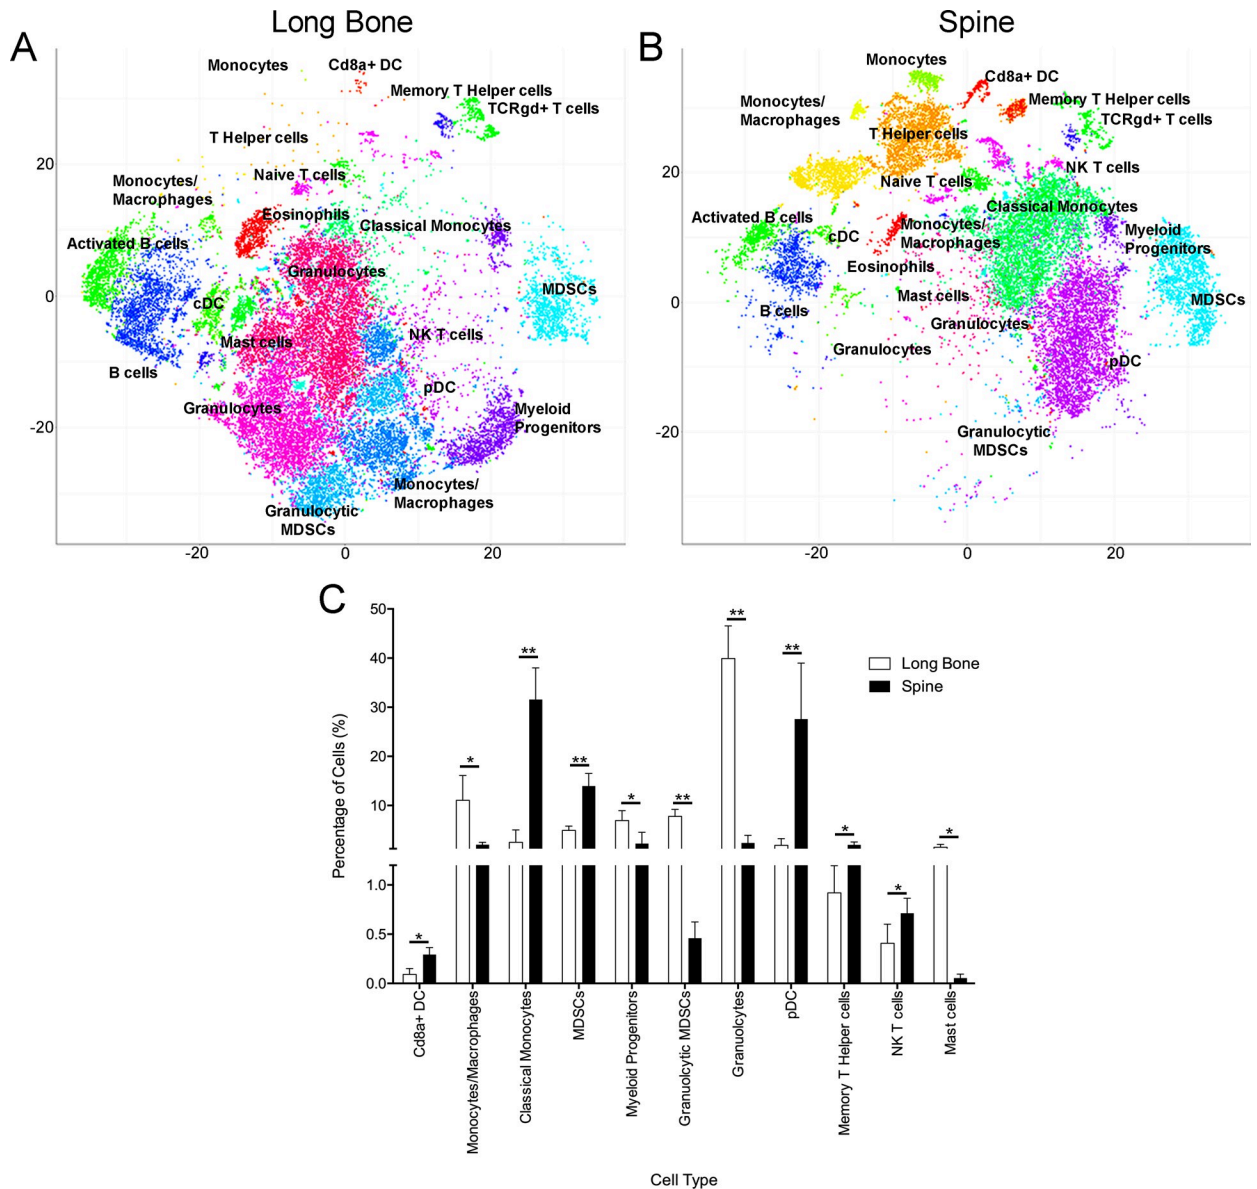 Long Bone
Spine
A
B
Monocytes
Cd8a+ DC
Memory T Helper cells
TCRgd+ T cells
T Helper cells
Naive T cells
Monocytes/
Macrophages
Eosinophils
Classical Monocytes
Activated B cells
Granulocytes
MDSCs
cDC
Mast cells
NK T cells
B cells
pDC
Granulocytes
Myeloid
Progenitors
Monocytes/
Macrophages
Granulocytic
MDSCs
20
0
-20
-20
0
20
Monocytes
Cd8a+ DC
Monocytes/
Macrophages
Memory T Helper cells
TCRgd+ T cells
T Helper cells
NK T cells
Naive T cells
Classical Monocytes
Activated B cells
Monocytes/
Macrophages
Myeloid
Progenitors
cDC
Eosinophils
Mast cells
MDSCs
B cells
Granulocytes
Granulocytes
pDC
Granulocytic
MDSCs
20
0
-20
-20
0
20
C
50
40
30
20
10
1.0
0.5
0.0
Percentage of Cells (%)
*
*
**
**
*
**
**
**
*
*
*
Long Bone
Spine
Cd8a+ DC
Monocytes/Macrophages
Classical Monocytes
MDSCs
Myeloid Progenitors
Granuolcytic MDSCs
Granuolcytes
pDC
Memory T Helper cells
NK T cells
Mast cells
Cell Type